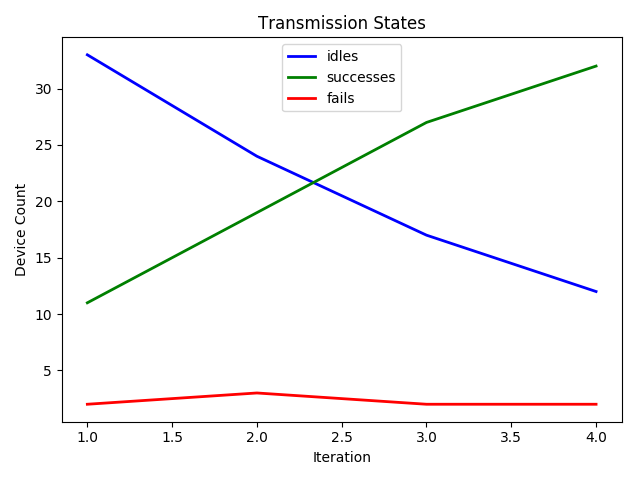 Transmission States
idles
successes
fails
Device Count
30
25
20
15
10
5
1.0 1.5 2.0 2.5 3.0 3.5 4.0
Iteration